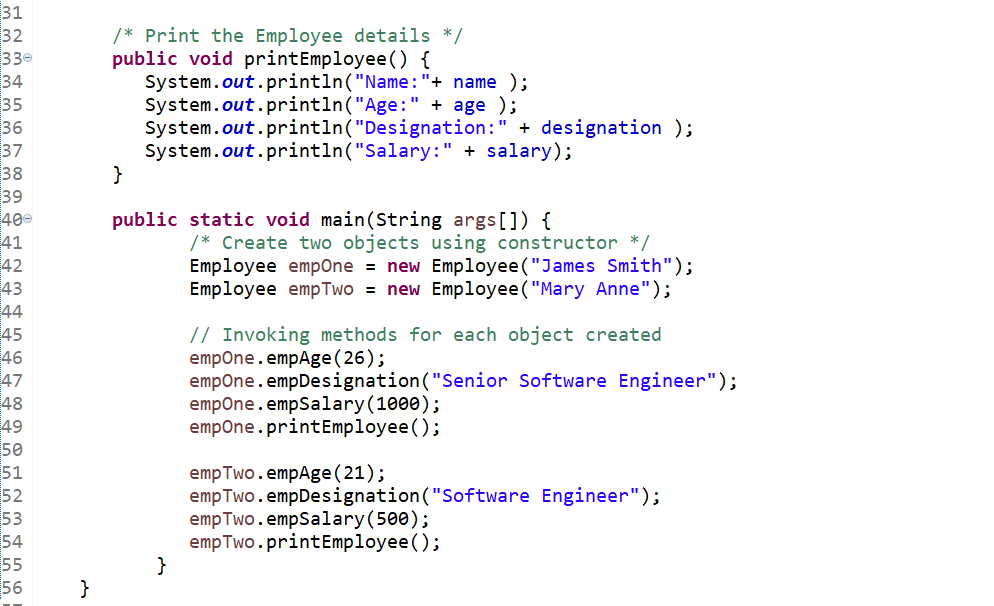 31
32 /* Print the Employee details */
33 public void printEmployee() {
34 System.out.println("Name:"+ name );
35 System.out.println("Age:" + age );
36 System.out.println("Designation:" + designation );
37 System.out.println("Salary:" + salary);
38 }
39
40 public static void main(String args[]) {
41 /* Create two objects using constructor */
42 Employee empOne = new Employee("James Smith");
43 Employee empTwo = new Employee("Mary Anne");
44
45 // Invoking methods for each object created
46 empOne.empAge(26);
47 empOne.empDesignation("Senior Software Engineer");
48 empOne.empSalary(1000);
49 empOne.printEmployee();
50
51 empTwo.empAge(21);
52 empTwo.empDesignation("Software Engineer");
53 empTwo.empSalary(500);
54 empTwo.printEmployee();
55 }
56 }